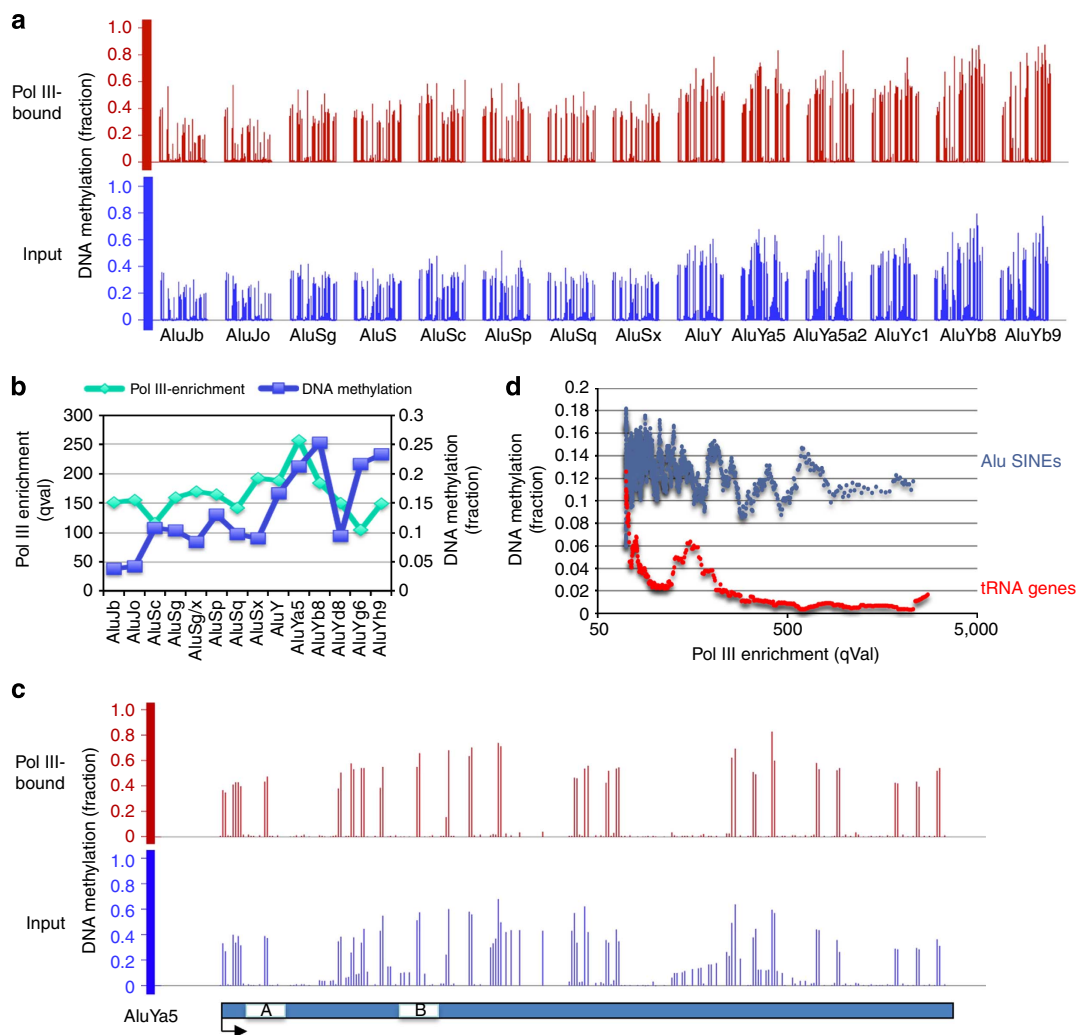 a
Pol III-
bound
DNA methylation (fraction)
1.0
0.8
0.6
0.4
0.2
0
Input
1.0
0.8
0.6
0.4
0.2
0
AluJb AluJo AluSg AluS AluSc AluSp AluSq AluSx AluY AluYa5 AluYa5a2 AluYc1 AluYb8 AluYb9
b
Pol III-enrichment DNA methylation
Pol III enrichment
(qval)
300
250
200
150
100
50
0
0.3
0.25
0.2
0.15
0.1
0.05
0
DNA methylation
(fraction)
AluJb
AluJo
AluSc
AluSg
AluSg/x
AluSp
AluSq
AluSx
AluY
AluYa5
AluYb8
AluYd8
AluYg6
AluYh9
d
DNA methylation
(fraction)
0.2
0.18
0.16
0.14
0.12
0.10
0.08
0.06
0.04
0.02
0
Alu SINEs
tRNA genes
50 500 5,000
Pol III enrichment (qVal)
c
Pol III-
bound
DNA methylation (fraction)
1.0
0.8
0.6
0.4
0.2
0
Input
1.0
0.8
0.6
0.4
0.2
0
AluYa5
A B